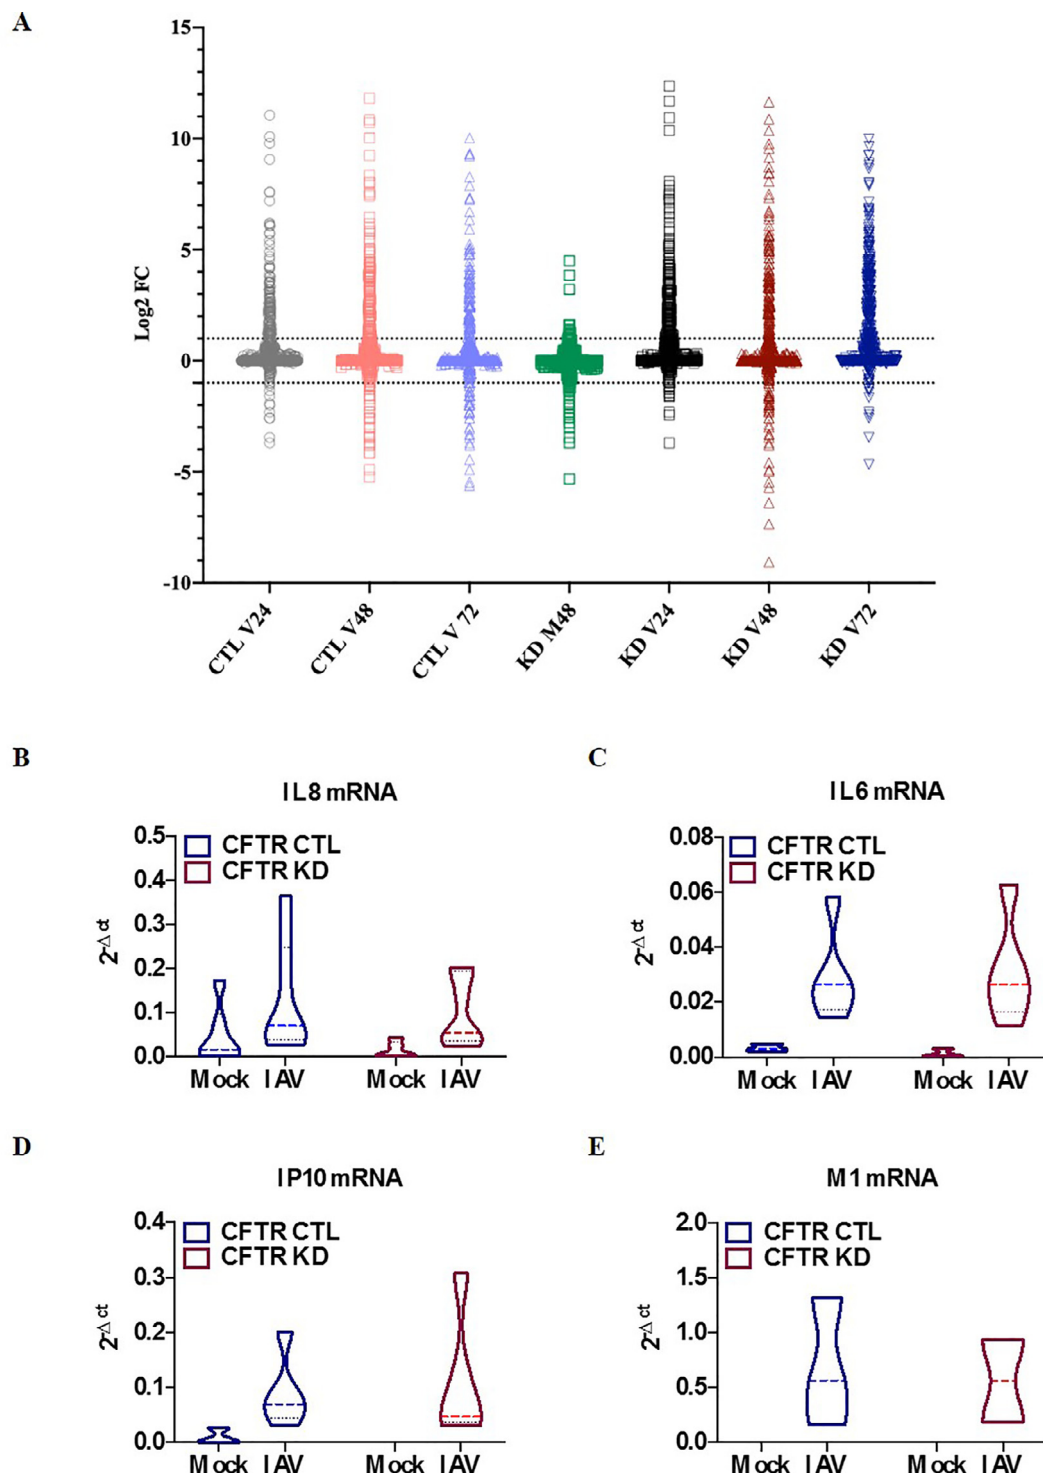 A
15
10
5
0
-5
-10
Log2 FC
CTL V24
CTL V48
CTL V 72
KD M48
KD V24
KD V48
KD V72
B
IL8 mRNA
0.5
0.4
0.3
0.2
0.1
0.0
2-Δ ct
CFTR CTL
CFTR KD
Mock IAV Mock IAV
C
IL6 mRNA
0.08
0.06
0.04
0.02
0.00
2-Δ ct
CFTR CTL
CFTR KD
Mock IAV Mock IAV
D
IP10 mRNA
0.4
0.3
0.2
0.1
0.0
2-Δ ct
CFTR CTL
CFTR KD
Mock IAV Mock IAV
E
M1 mRNA
2.0
1.5
1.0
0.5
0.0
2-Δ ct
CFTR CTL
CFTR KD
Mock IAV Mock IAV